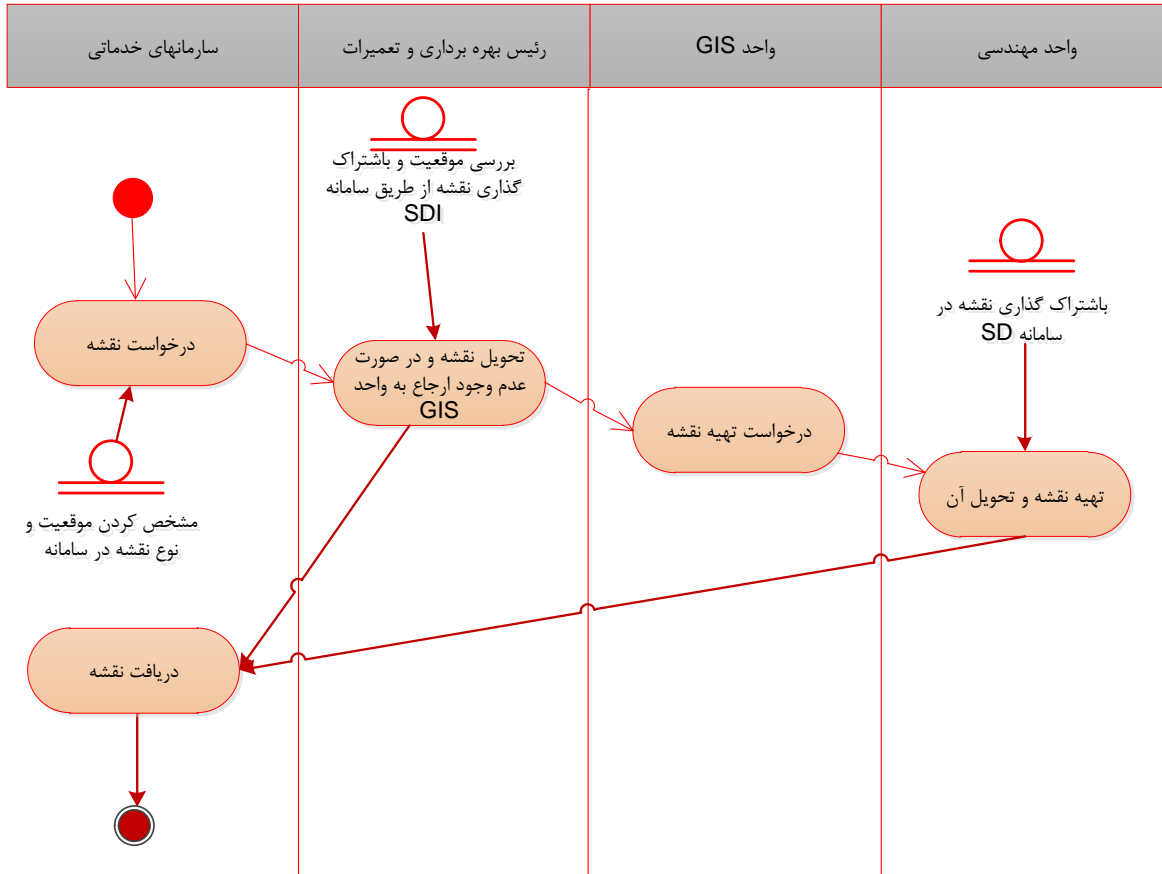 سارمانهای خدماتی
رئیس بهره برداری و تعمیرات
واحد GIS
واحد مهندسی
بررسی موقعیت و باشتراک
گذاری نقشه از طریق سامانه
SDI
باشتراک گذاری نقشه در
سامانه SD
درخواست نقشه
تحویل نقشه و در صورت
عدم وجود ارجاع به واحد
GIS
درخواست تهیه نقشه
تهیه نقشه و تحویل آن
مشخص کردن موقعیت و
نوع نقشه در سامانه
دریافت نقشه